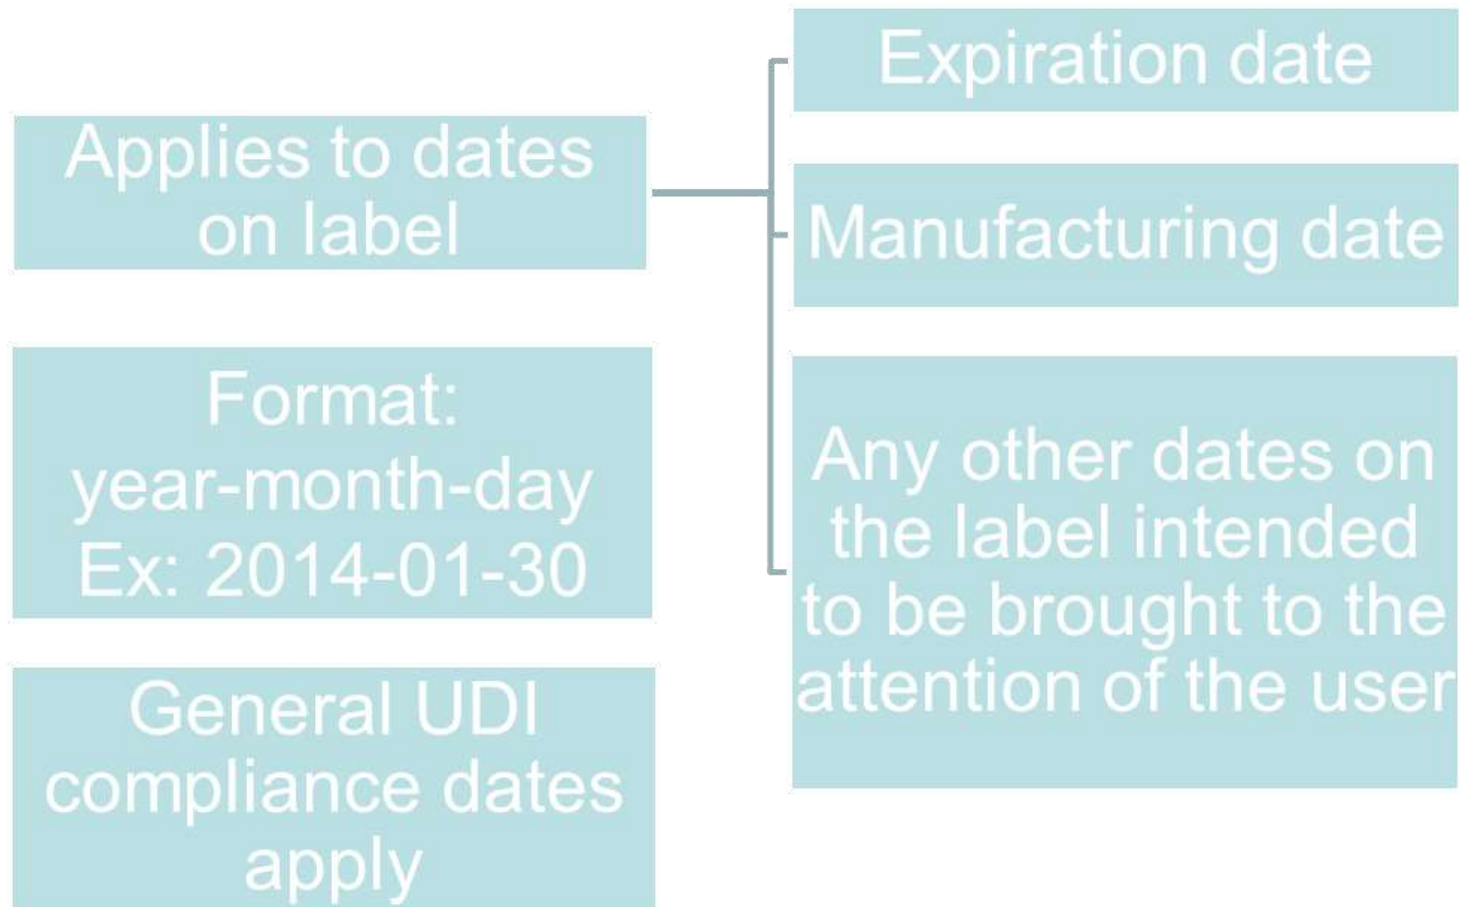 Applies to dates
on label
Expiration date
Manufacturing date
Any other dates on
the label intended
to be brought to the
attention of the user
Format:
year-month-day
Ex: 2014-01-30
General UDI
compliance dates
apply